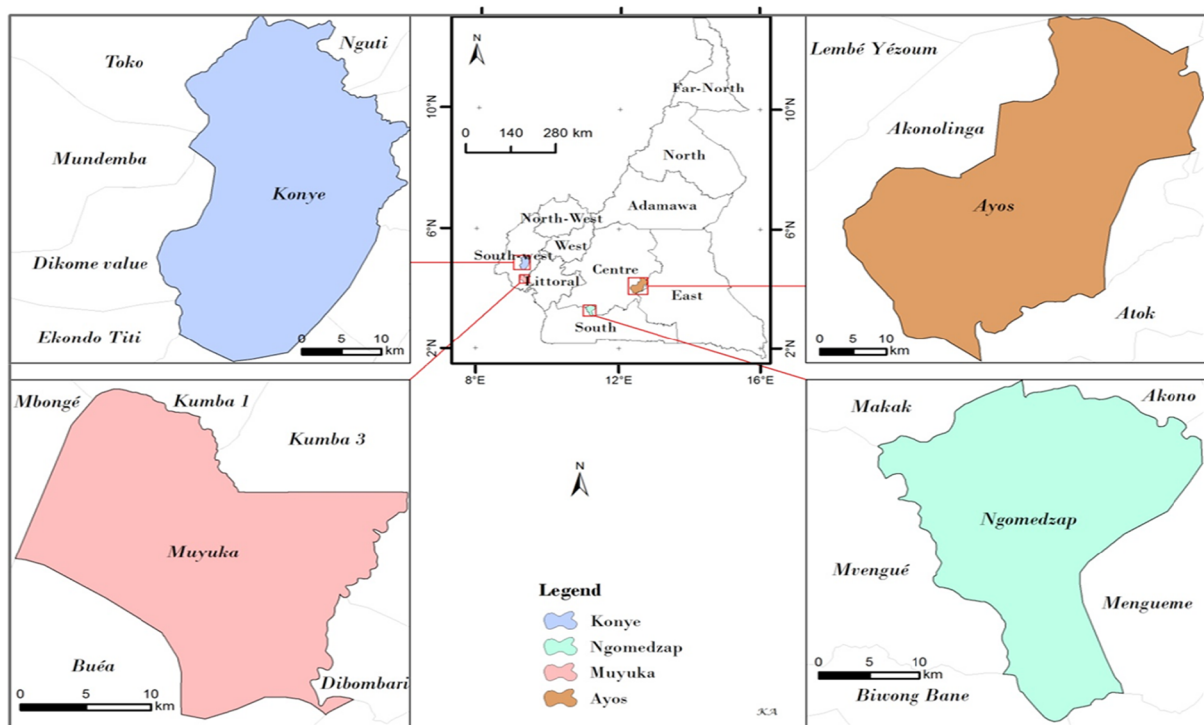 Nguti
Toko
Mundemba
Konye
Dikome value
Ekondo Titi
0 5 10
km
N
0 140 280 km
Far-North
North
Adamawa
North-West
West
South-west
Littoral
Centre
East
South
10°N
6°N
2°N
10°N
6°N
2°N
8°E 12°E 16°E
Lembé Yézoum
Akonolinga
Ayos
Atok
0 5 10
km
Mbongé
Kumba 1
Kumba 3
Muyuka
Buéa
Dibombari
0 5 10
km
N
Legend
Konye
Ngomedzap
Muyuka
Ayos
KA
Makak
Akono
Ngomedzap
Mvengué
Mengueme
Biwong Bane
0 5 10
km